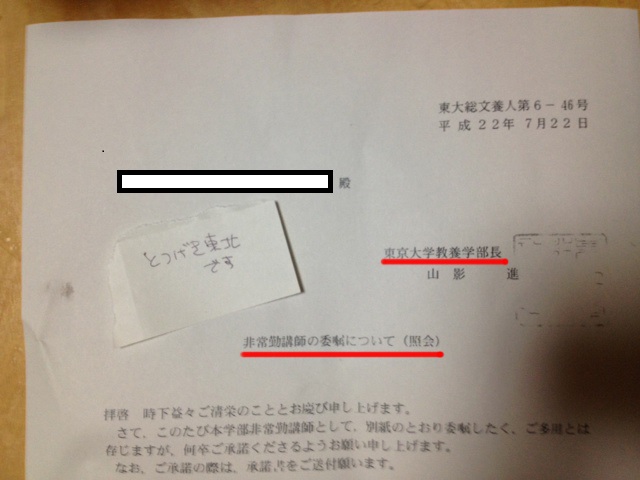 東大総文養人第６－４６号
平成２２年７月２２日
殿
とつげき東北
です
東京大学教養学部長
山影　進
非常勤講師の委嘱について（照会）
拝啓　時下益々ご清栄のこととお慶び申し上げます。
さて、このたび本学部非常勤講師として、別紙のとおり委嘱したく、ご多用とは
存じますが、何卒ご承諾くださるようお願い申し上げます。
なお、ご承諾の際は、承諾書をご送付願います。